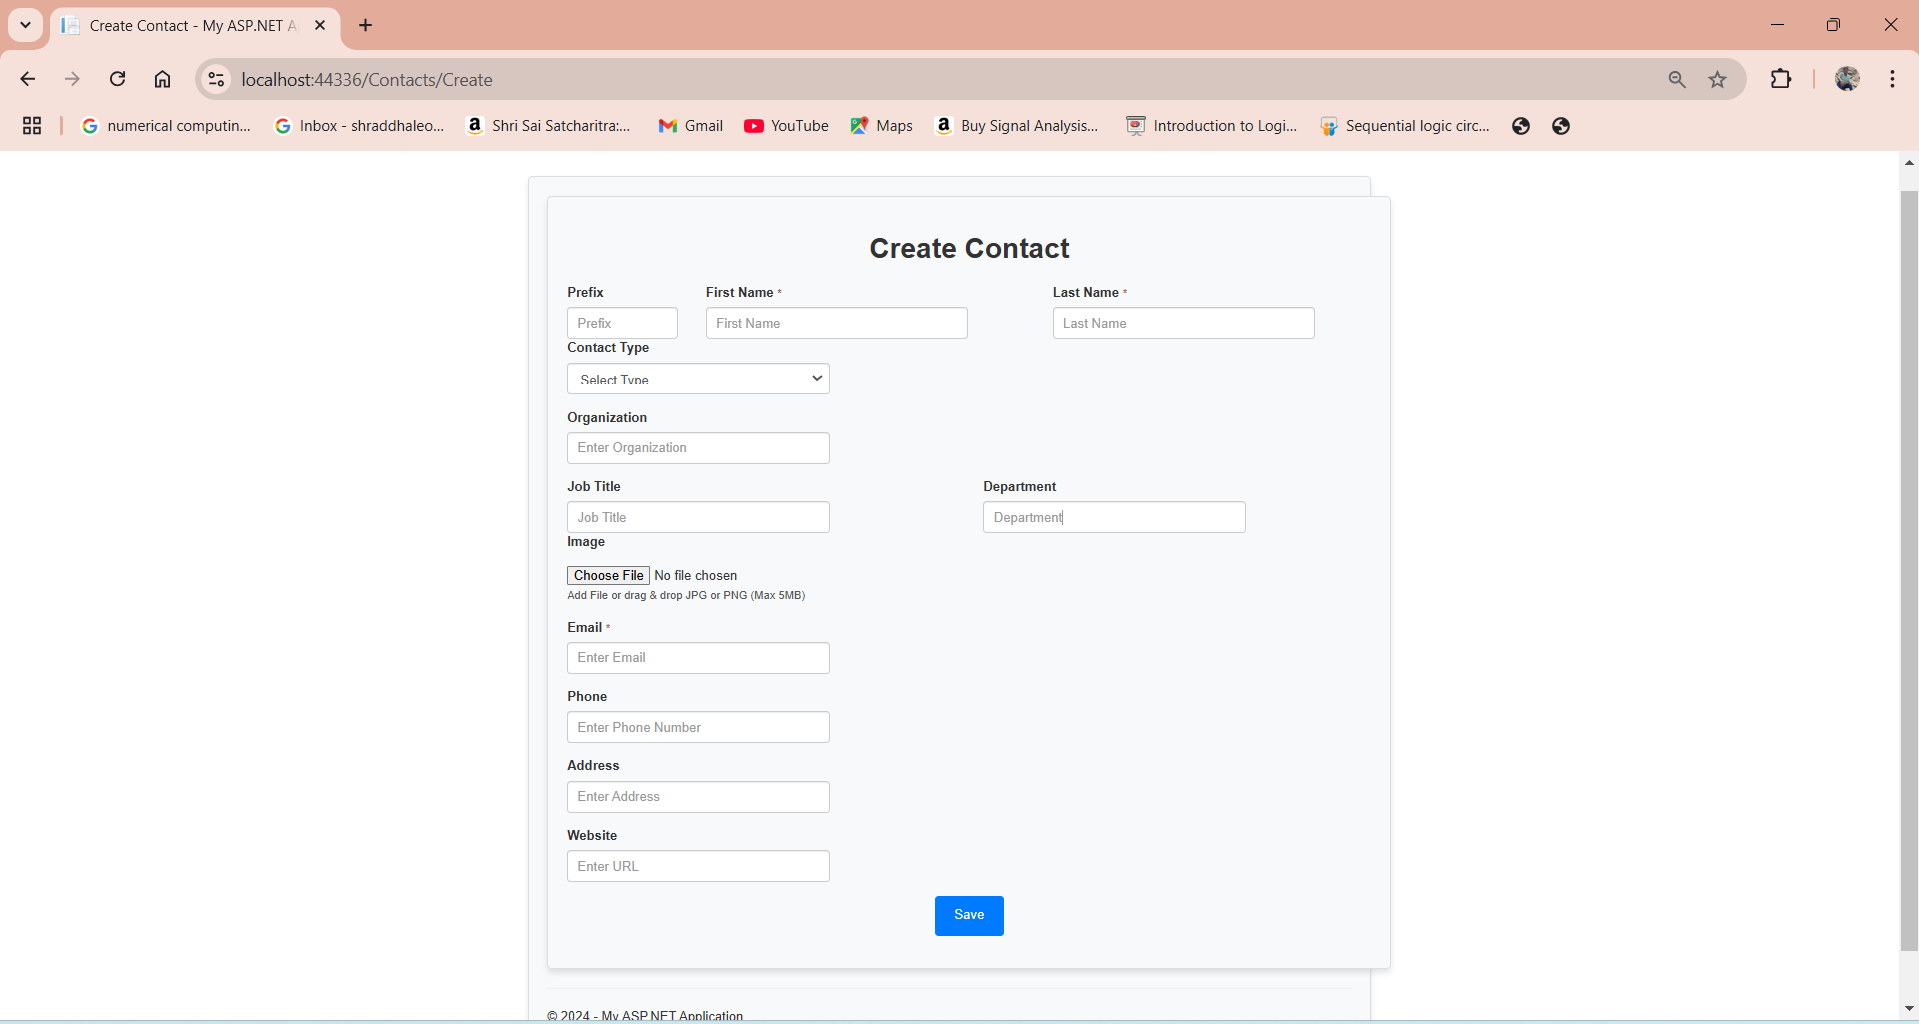 Create Contact - My ASP.NET A
localhost:44336/Contacts/Create
numerical computin... Inbox - shraddhaleo... Shri Sai Satcharitra:... Gmail YouTube Maps Buy Signal Analysis... Introduction to Logi... Sequential logic circ...
Create Contact
Prefix First Name * Last Name *
Prefix First Name Last Name
Contact Type
Select Type
Organization
Enter Organization
Job Title Department
Job Title Department
Image
Choose File No file chosen
Add File or drag & drop JPG or PNG (Max 5MB)
Email *
Enter Email
Phone
Enter Phone Number
Address
Enter Address
Website
Enter URL
Save
© 2024 - My ASP.NET Application